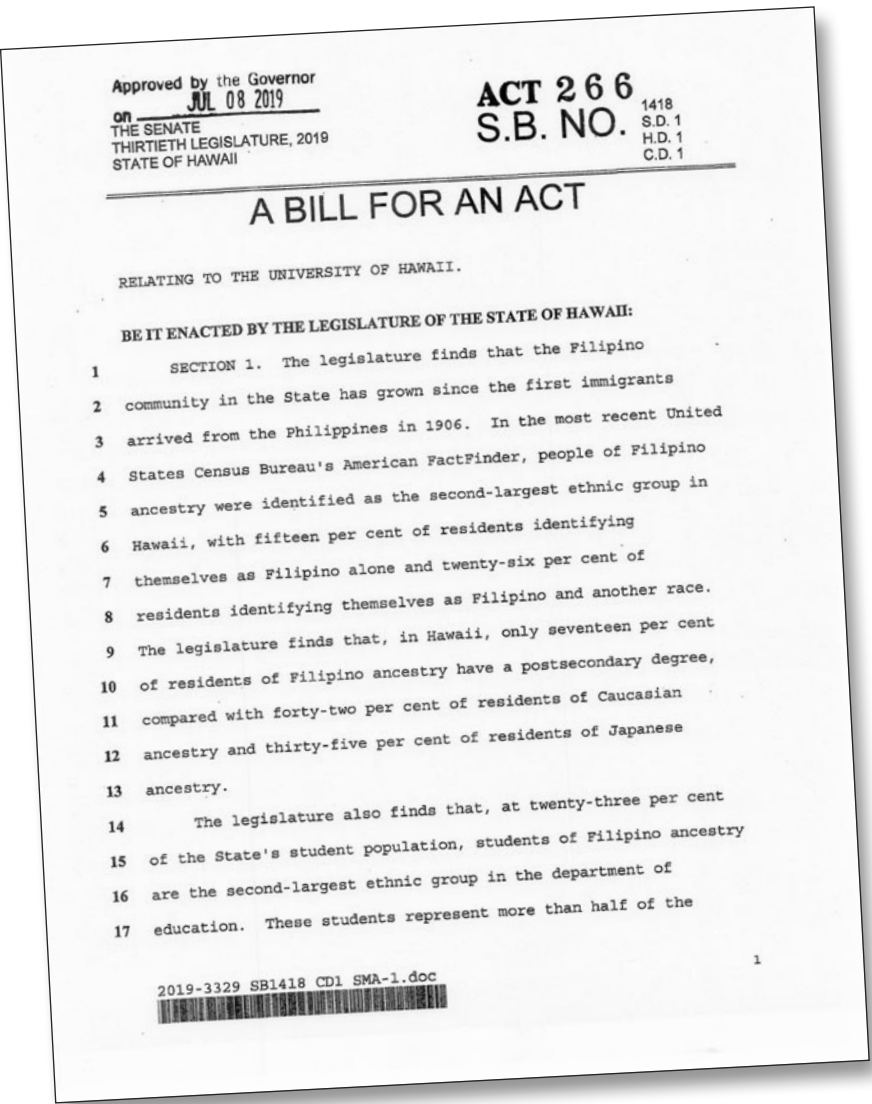 Approved by the Governor
on JUL 08 2019
THE SENATE
THIRTIETH LEGISLATURE, 2019
STATE OF HAWAII
ACT 266
S.B. NO. 1418
S.D. 1
H.D. 1
C.D. 1
A BILL FOR AN ACT
RELATING TO THE UNIVERSITY OF HAWAII.
BE IT ENACTED BY THE LEGISLATURE OF THE STATE OF HAWAII:
1 SECTION 1. The legislature finds that the Filipino
2 community in the State has grown since the first immigrants
3 arrived from the Philippines in 1906. In the most recent United
4 States Census Bureau's American FactFinder, people of Filipino
5 ancestry were identified as the second-largest ethnic group in
6 Hawaii, with fifteen per cent of residents identifying
7 themselves as Filipino alone and twenty-six per cent of
8 residents identifying themselves as Filipino and another race.
9 The legislature finds that, in Hawaii, only seventeen per cent
10 of residents of Filipino ancestry have a postsecondary degree,
11 compared with forty-two per cent of residents of Caucasian
12 ancestry and thirty-five per cent of residents of Japanese
13 ancestry.
14 The legislature also finds that, at twenty-three per cent
15 of the State's student population, students of Filipino ancestry
16 are the second-largest ethnic group in the department of
17 education. These students represent more than half of the
2019-3329 SB1418 CD1 SMA-1.doc
1